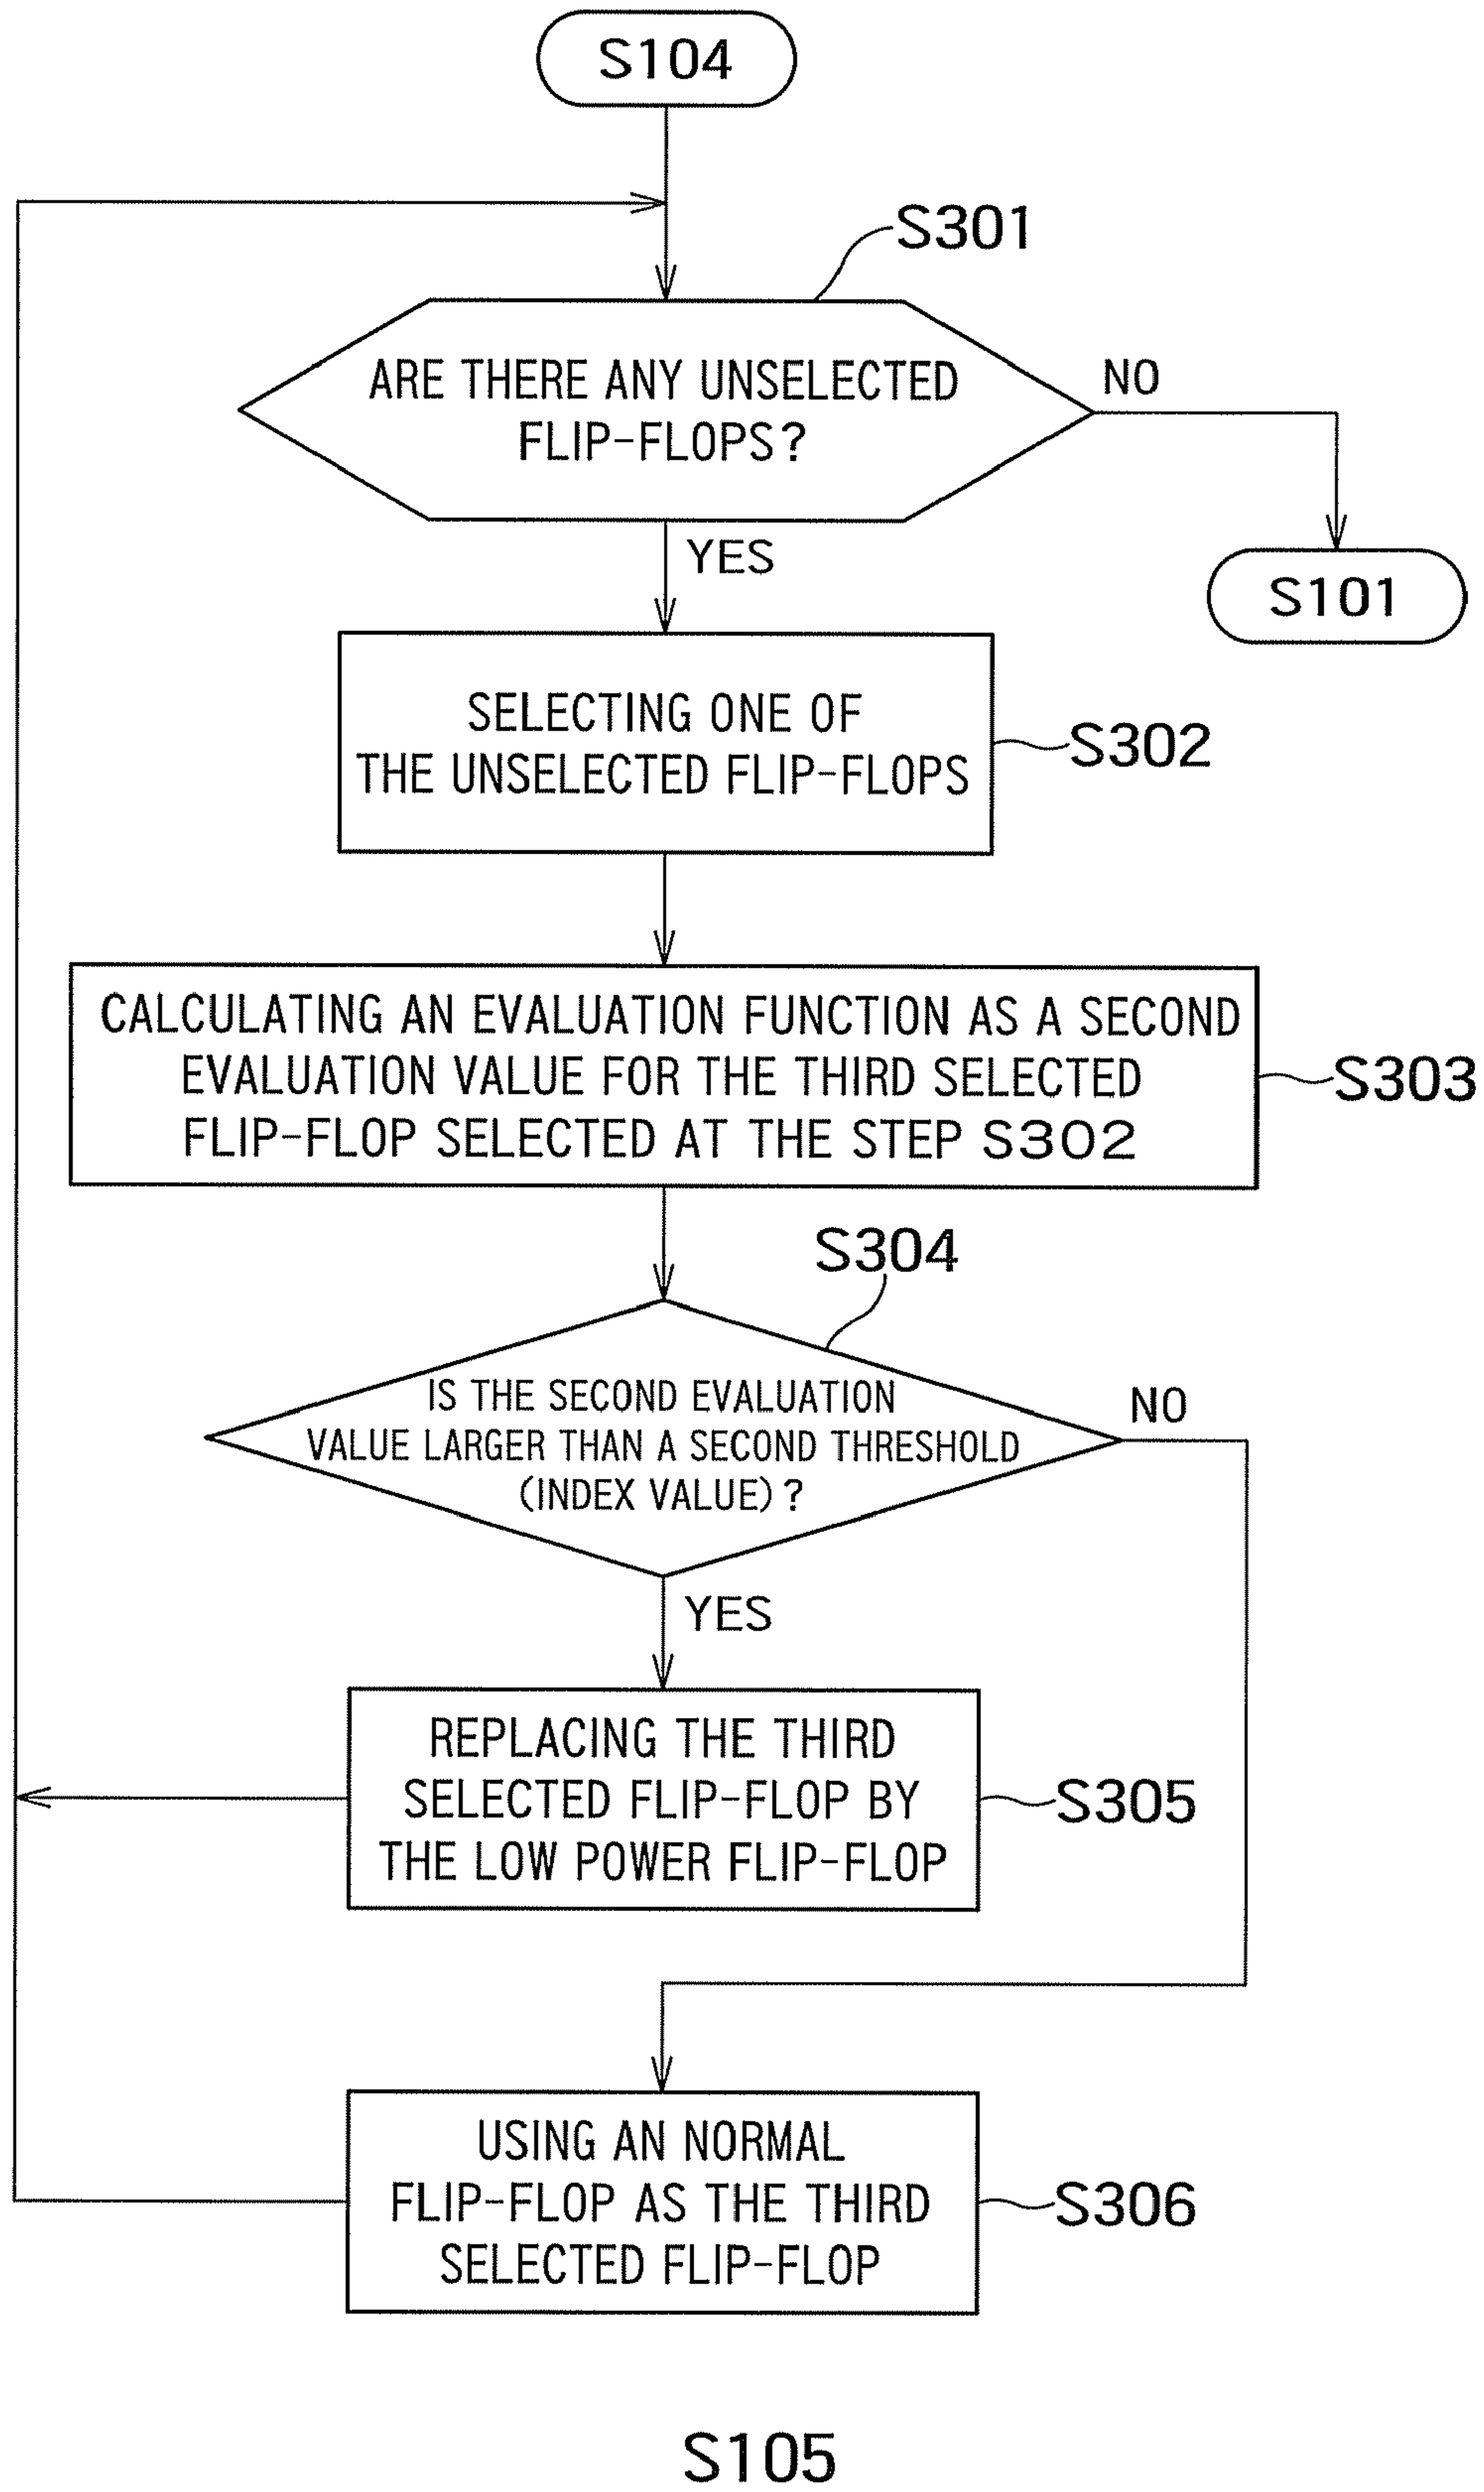 S104
S301
ARE THERE ANY UNSELECTED
FLIP-FLOPS?
NO
YES
S101
SELECTING ONE OF
THE UNSELECTED FLIP-FLOPS
S302
CALCULATING AN EVALUATION FUNCTION AS A SECOND
EVALUATION VALUE FOR THE THIRD SELECTED
FLIP-FLOP SELECTED AT THE STEP S302
S303
S304
IS THE SECOND EVALUATION
VALUE LARGER THAN A SECOND THRESHOLD
(INDEX VALUE)?
NO
YES
REPLACING THE THIRD
SELECTED FLIP-FLOP BY
THE LOW POWER FLIP-FLOP
S305
USING AN NORMAL
FLIP-FLOP AS THE THIRD
SELECTED FLIP-FLOP
S306
S105